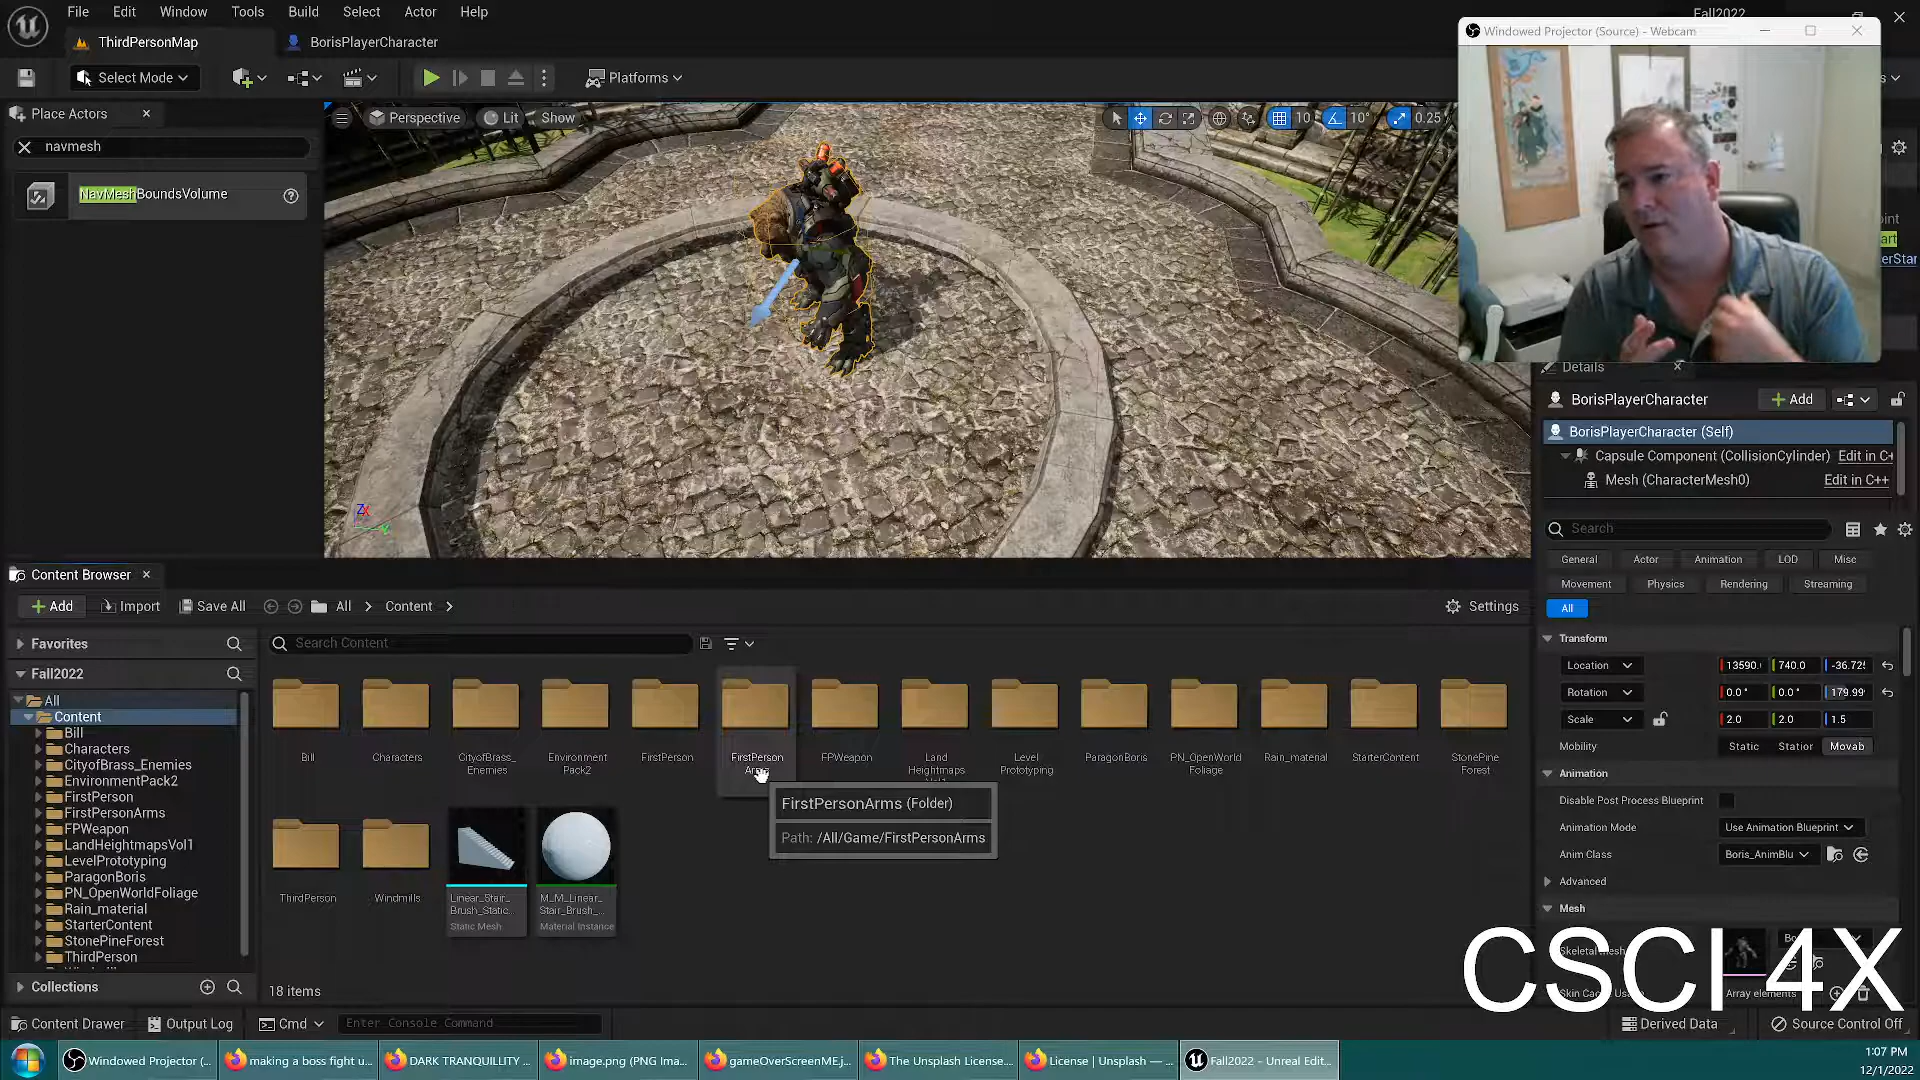 File Edit Window Tools Build Select Actor Help
Fall2022
ThirdPersonMap
BorisPlayerCharacter
Windowed Projector (Source) - Webcam
Select Mode
Platforms
Place Actors
navmesh
NavMeshBoundsVolume
Perspective
Lit
Show
10
10°
0.25
Details
BorisPlayerCharacter
Add
BorisPlayerCharacter (Self)
Capsule Component (CollisionCylinder)
Edit in C
Mesh (CharacterMesh0)
Edit in C++
Search
General Actor Animation LOD Misc
Movement Physics Rendering Streaming
All
Transform
Location 13590. 740.0
Rotation 0.0° 0.0° 179.99
Scale 2.0 2.0 1.5
Mobility Static Station Movab
Animation
Disable Post Process Blueprint
Animation Mode Use Animation Blueprint
Anim Class Boris_AnimBlu
Advanced
Mesh
Array elements
CSCI 4X
Content Browser
Add Import Save All All Content
Settings
Favorites
Search Content
Fall2022
All
Content
Bill
Characters
CityofBrass_Enemies
EnvironmentPack2
FirstPerson
FirstPersonArms
FPWeapon
LandHeightmapsVol1
LevelPrototyping
ParagonBoris
PN_OpenWorldFoliage
Rain_material
StarterContent
StonePineForest
ThirdPerson
Collections
Bill
Characters
CityofBrass_
Enemies
Environment
Pack2
FirstPerson
FirstPerson
FPWeapon
Land
Heightmaps
Level
Prototyping
ParagonBoris
PN_OpenWorld
Foliage
Rain_material
StarterContent
StonePine
Forest
FirstPersonArms (Folder)
Path: /All/Game/FirstPersonArms
ThirdPerson
Windmills
Linear_Stair_
Brush_Static...
Static Mesh
M_M_Linear_
Stair_Brush_...
Material Instance
18 items
Content Drawer
Output Log
Cmd
Enter Console Command
Derived Data
Source Control Off
Windowed Projector (...
making a boss fight u...
DARK TRANQUILLITY ...
image.png (PNG Ima...
gameOverScreenME.j...
The Unsplash License...
License | Unsplash — ...
Fall2022 - Unreal Edit...
1:07 PM
12/1/2022